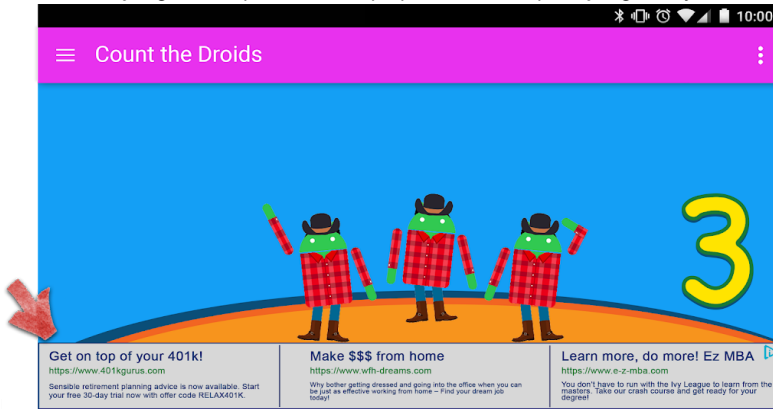 10:00
Count the Droids
3
Get on top of your 401k!
https://www.401kgurus.com
Sensible retirement planning advice is now available. Start
your free 30-day trial now with offer code RELAX401K.
Make $$$ from home
https://www.wfh-dreams.com
Why bother getting dressed and going into the office when you can
be just as effective working from home – Find your dream job
today!
Learn more, do more! Ez MBA
https://www.e-z-mba.com
You don't have to run with the Ivy League to learn from the
masters. Take our crash course and get ready for your
degree!